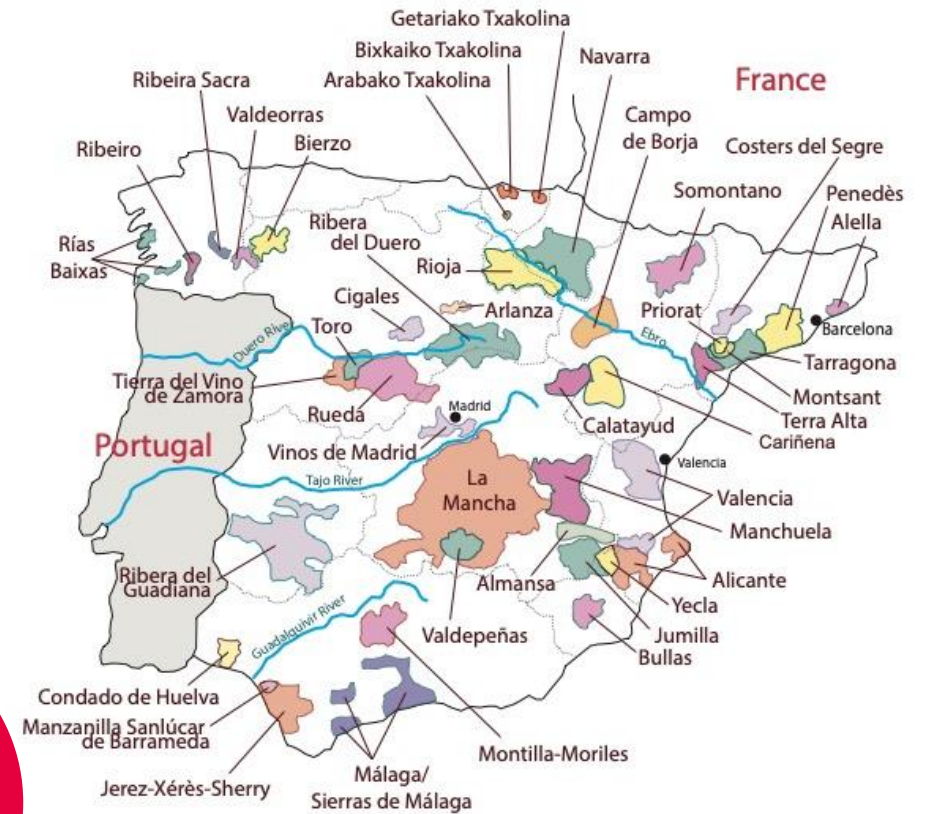 Getariako Txakolina
Bixkaiko Txakolina
Arabako Txakolina
Navarra
France
Ribeira Sacra
Valdeorras
Bierzo
Ribeiro
Campo
de Borja
Costers del Segre
Somontano
Penedès
Alella
Rías
Baixas
Ribera
del Duero
Rioja
Cigales
Arlanza
Priorat
Toro
Duero Rive
Ebro
Barcelona
Tarragona
Tierra del Vino
de Zamora
Rueda
Madrid
Calatayud
Montsant
Terra Alta
Cariñena
Portugal
Vinos de Madrid
Valencia
Tajo River
La
Mancha
Valencia
Manchuela
Ribera del
Guadiana
Almansa
Alicante
Yecla
Guadalquivir River
Valdepeñas
Jumilla
Bullas
Condado de Huelva
Manzanilla Sanlúcar
de Barrameda
Montilla-Moriles
Jerez-Xérès-Sherry
Málaga/
Sierras de Málaga